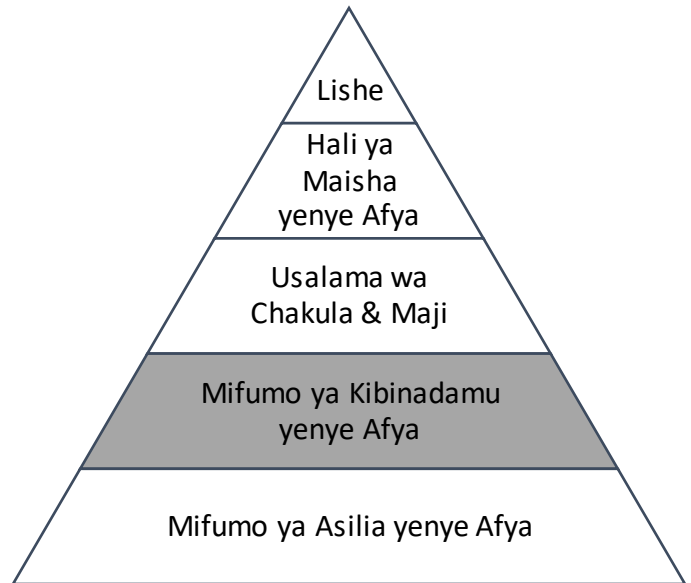 Lishe
Hali ya
Maisha
yenye Afya
Usalama wa
Chakula & Maji
Mifumo ya Kibinadamu
yenye Afya
Mifumo ya Asilia yenye Afya